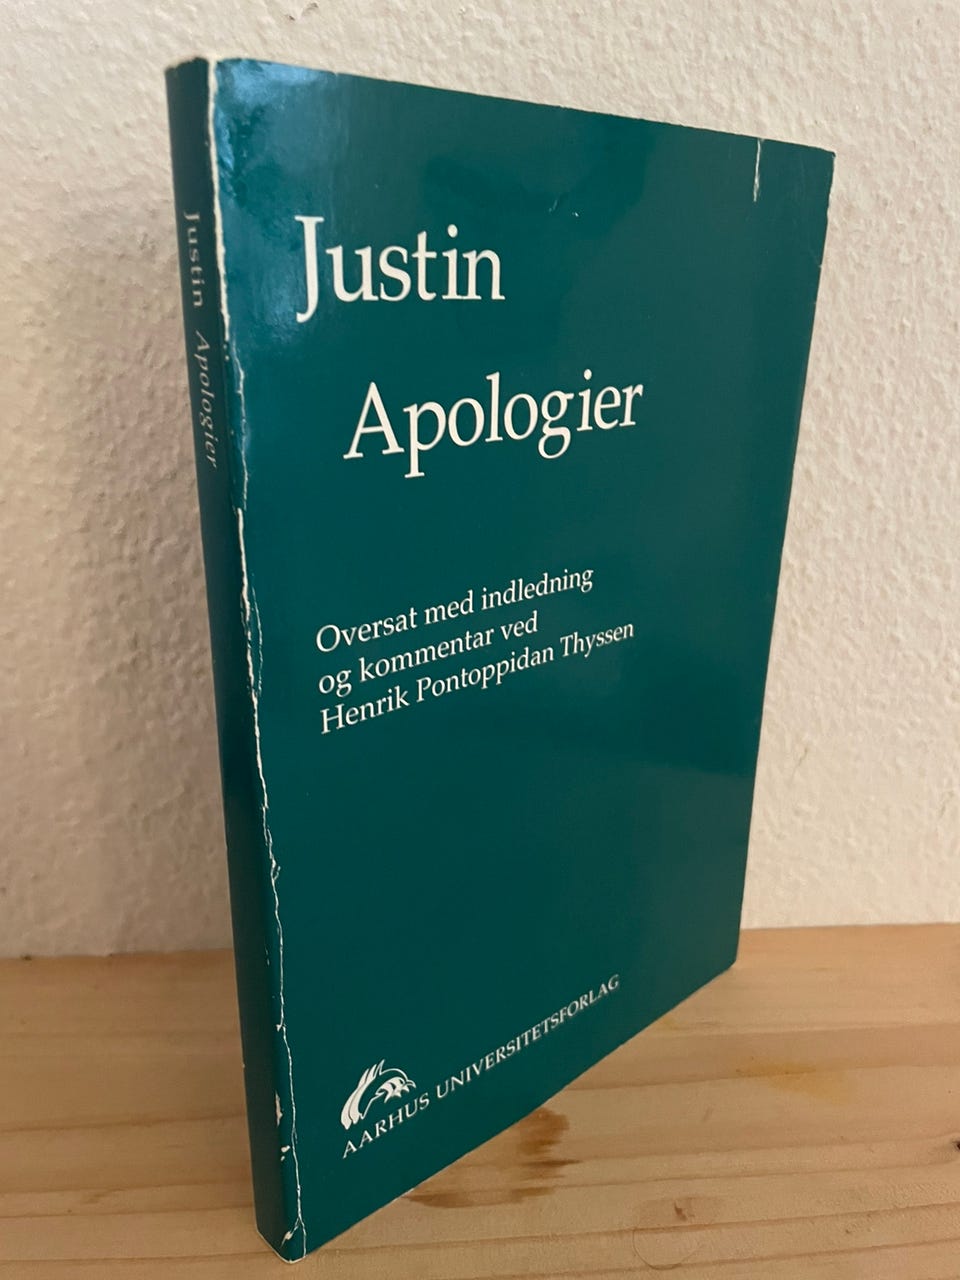 Justin
Apologier
Oversat med indledning
og kommentar ved
Henrik Pontoppidan Thyssen
AARHUS UNIVERSITETSFORLAG
Justin Apologier